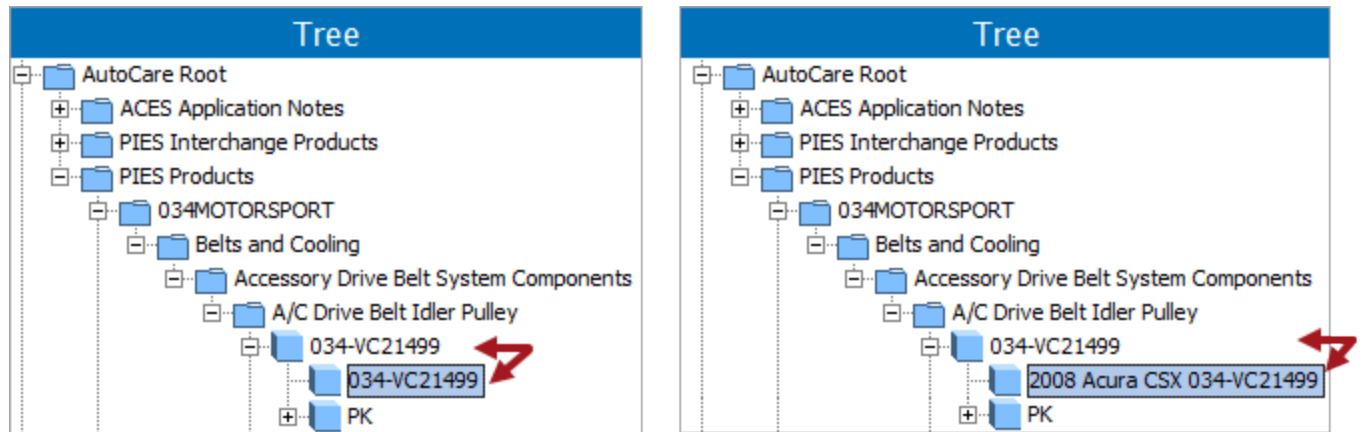 Tree
AutoCare Root
ACES Application Notes
PIES Interchange Products
PIES Products
034MOTORSPORT
Belts and Cooling
Accessory Drive Belt System Components
A/C Drive Belt Idler Pulley
034-VC21499
034-VC21499
PK
Tree
AutoCare Root
ACES Application Notes
PIES Interchange Products
PIES Products
034MOTORSPORT
Belts and Cooling
Accessory Drive Belt System Components
A/C Drive Belt Idler Pulley
034-VC21499
2008 Acura CSX 034-VC21499
PK